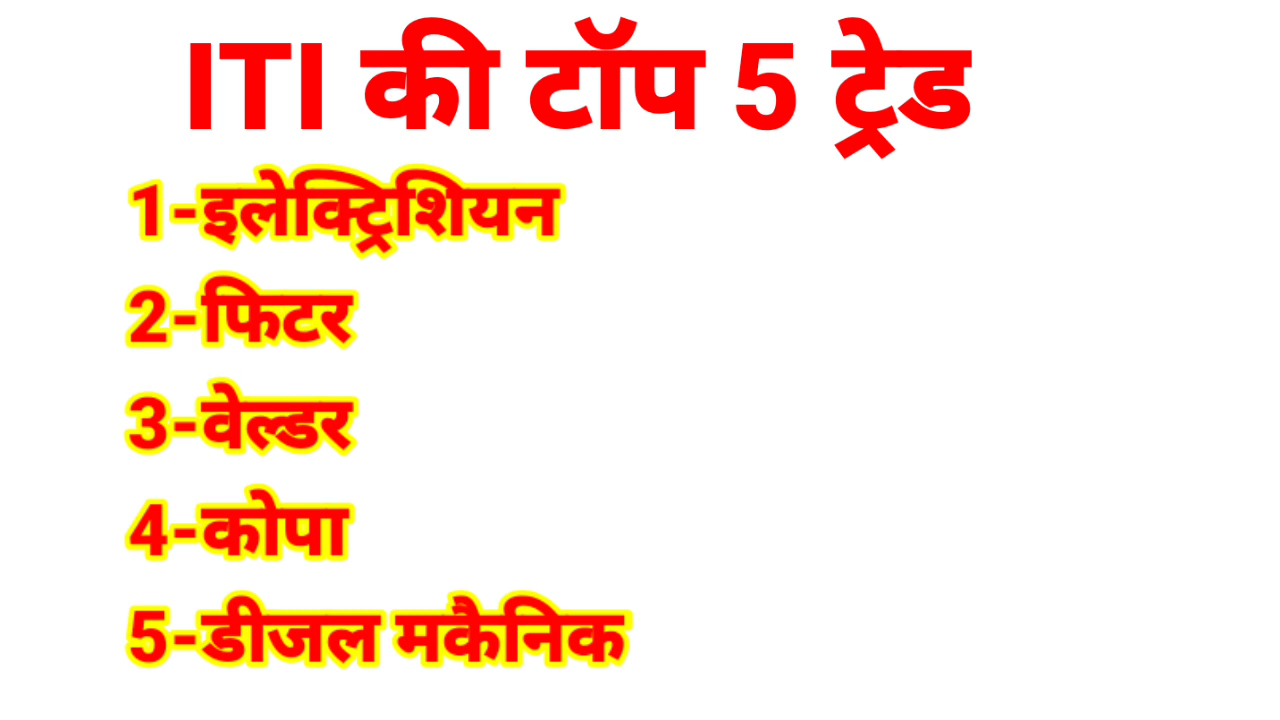 ITI की टॉप 5 ट्रेड
1-इलेक्ट्रिशियन
2-फिटर
3-वेल्डर
4-कोपा
5-डीजल मकैनिक